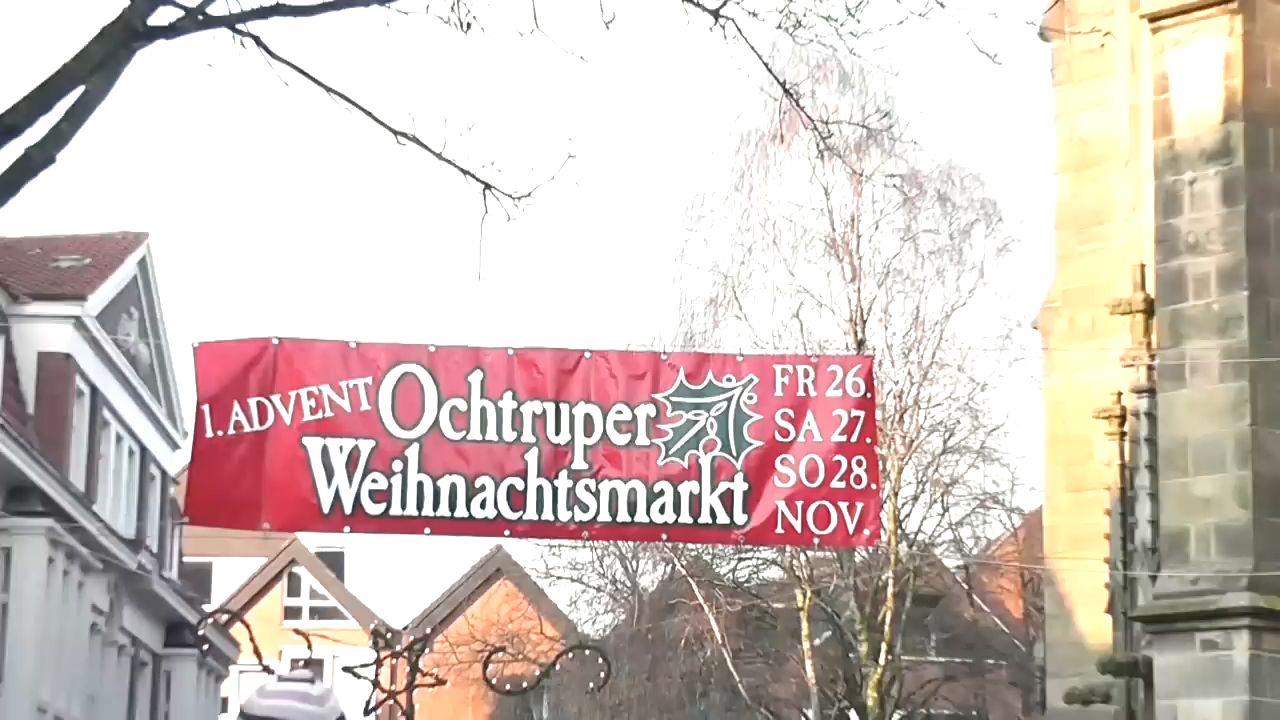 1. ADVENT Ochtruper
Weihnachtsmarkt
FR 26.
SA 27.
SO 28.
NOV.